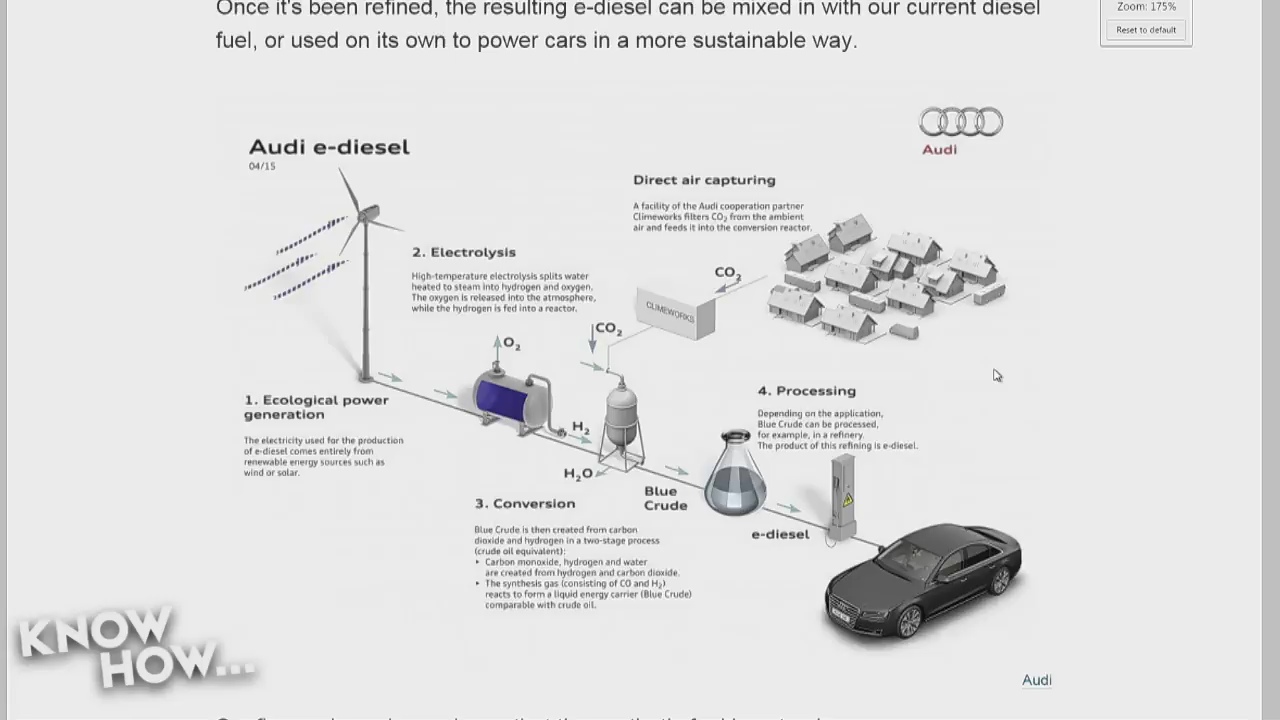 Once it's been refined, the resulting e-diesel can be mixed in with our current diesel
fuel, or used on its own to power cars in a more sustainable way.
Zoom: 175%
Reset to default
Audi e-diesel
04/15
Audi
Direct air capturing
A facility of the Audi cooperation partner
Climeworks filters CO₂ from the ambient
air and feeds it into the conversion reactor.
2. Electrolysis
High-temperature electrolysis splits water
heated to steam into hydrogen and oxygen.
The oxygen is released into the atmosphere,
while the hydrogen is fed into a reactor.
CO₂
CLIMEWORKS
CO₂
O₂
1. Ecological power
generation
The electricity used for the production
of e-diesel comes entirely from
renewable energy sources such as
wind or solar.
H₂
H₂O
4. Processing
Depending on the application,
Blue Crude can be processed,
for example, in a refinery.
The product of this refining is e-diesel.
Blue
Crude
3. Conversion
Blue Crude is then created from carbon
dioxide and hydrogen in a two-stage process
(crude oil equivalent):
‣ Carbon monoxide, hydrogen and water
are created from hydrogen and carbon dioxide.
‣ The synthesis gas (consisting of CO and H₂)
reacts to form a liquid energy carrier (Blue Crude)
comparable with crude oil.
e-diesel
KNOW
HOW...
Audi